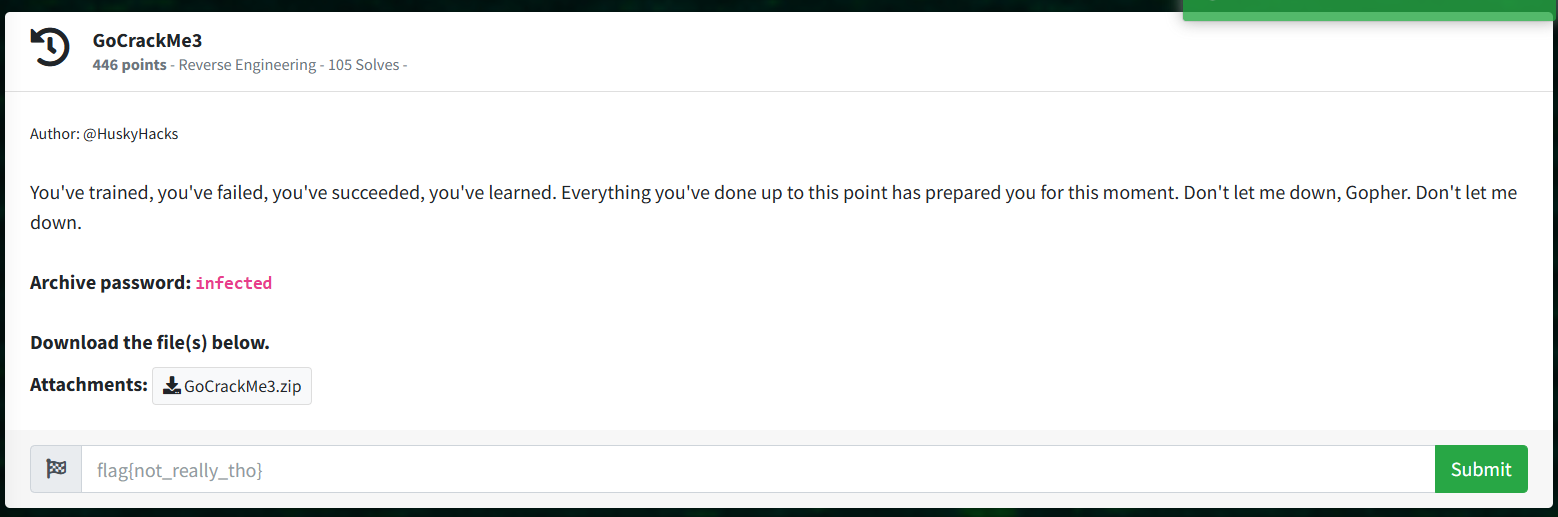 GoCrackMe3
446 points - Reverse Engineering - 105 Solves -
Author: @HuskyHacks
You've trained, you've failed, you've succeeded, you've learned. Everything you've done up to this point has prepared you for this moment. Don't let me down, Gopher. Don't let me
down.
Archive password: infected
Download the file(s) below.
Attachments: GoCrackMe3.zip
flag{not_really_tho} Submit